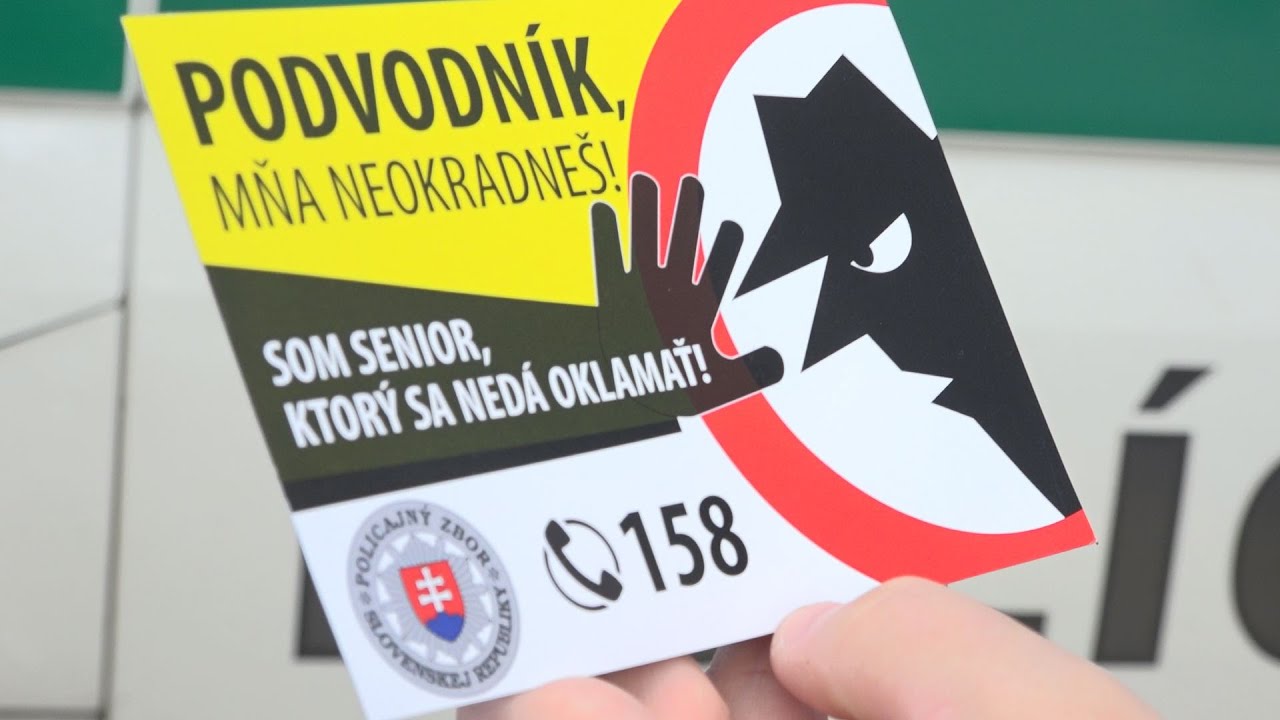 PODVODNÍK,
MŇA NEOKRADNEŠ!
SOM SENIOR,
KTORÝ SA NEDÁ OKLAMAŤ!
158
POLICAJNÝ ZBOR
SLOVENSKEJ REPUBLIKY